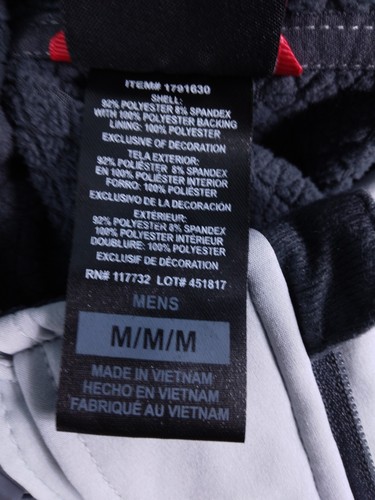 ITEM# 1791630
SHELL:
92% POLYESTER 8% SPANDEX
WITH 100% POLYESTER BACKING
LINING: 100% POLYESTER
EXCLUSIVE OF DECORATION
TELA EXTERIOR:
92% POLIÉSTER 8% SPANDEX
EN 100% POLIÉSTER INTERIOR
FORRO: 100% POLIÉSTER
EXCLUSIVO DE LA DECORACIÓN
EXTÉRIEUR:
92% POLYESTER 8% SPANDEX
100% POLYESTER INTÉRIEUR
DOUBLURE: 100% POLYESTER
EXCLUSIF DE DÉCORATION
RN# 117732 LOT# 451817
MENS
M/M/M
MADE IN VIETNAM
HECHO EN VIETNAM
FABRIQUÉ AU VIETNAM